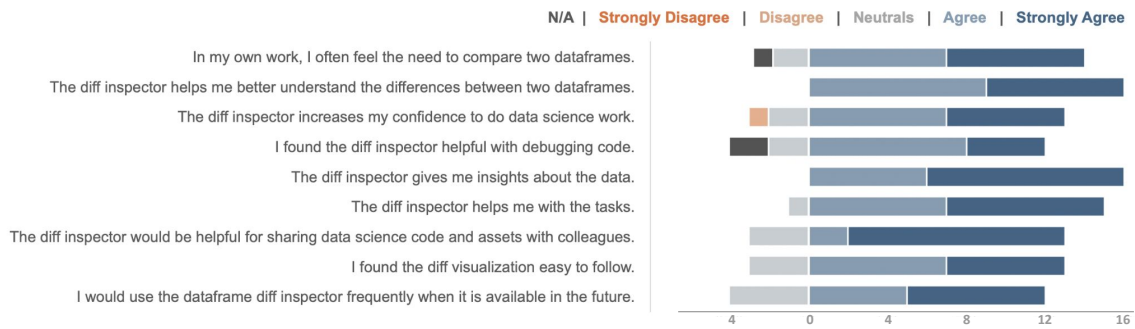 N/A | Strongly Disagree | Disagree | Neutrals | Agree | Strongly Agree
In my own work, I often feel the need to compare two dataframes.
The diff inspector helps me better understand the differences between two dataframes.
The diff inspector increases my confidence to do data science work.
I found the diff inspector helpful with debugging code.
The diff inspector gives me insights about the data.
The diff inspector helps me with the tasks.
The diff inspector would be helpful for sharing data science code and assets with colleagues.
I found the diff visualization easy to follow.
I would use the dataframe diff inspector frequently when it is available in the future.
4 0 4 8 12 16